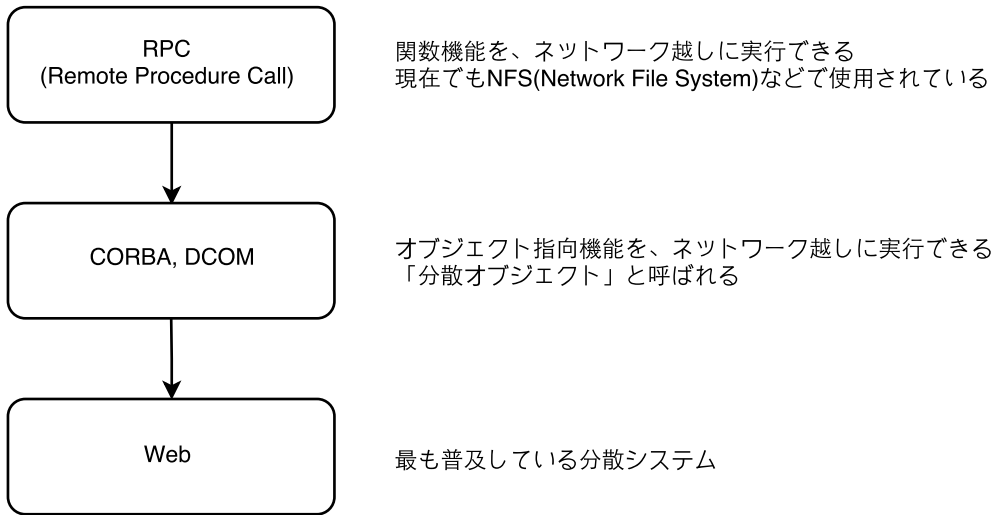 RPC
(Remote Procedure Call)
関数機能を、ネットワーク越しに実行できる
現在でもNFS(Network File System)などで使用されている
CORBA, DCOM
オブジェクト指向機能を、ネットワーク越しに実行できる
「分散オブジェクト」と呼ばれる
Web
最も普及している分散システム